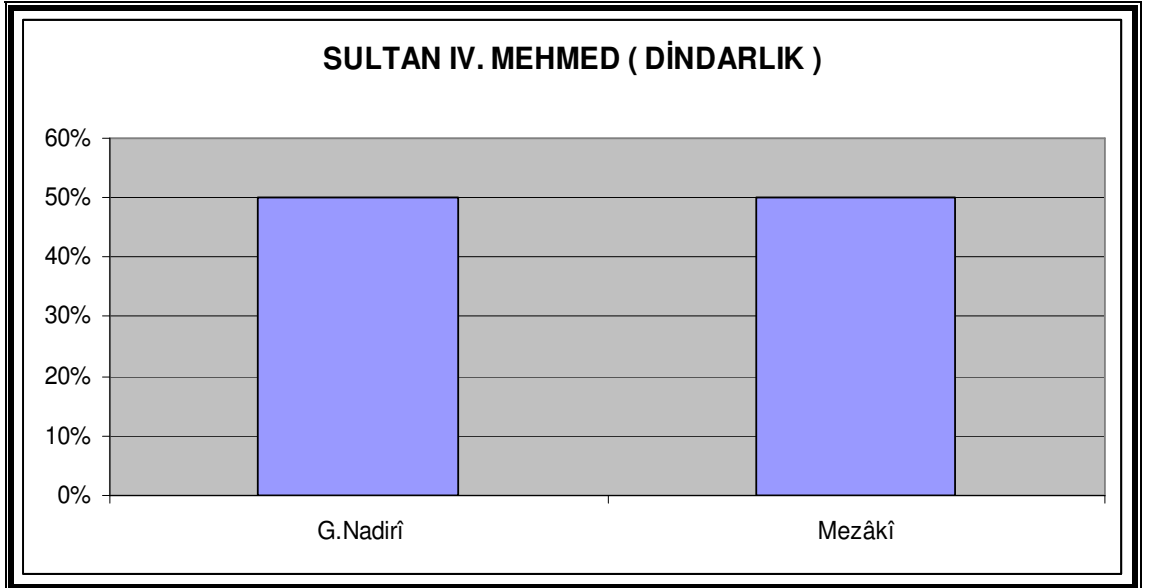 SULTAN IV. MEHMED ( DİNDARLIK )
60%
50%
40%
30%
20%
10%
0%
G.Nadirî
Mezâkî